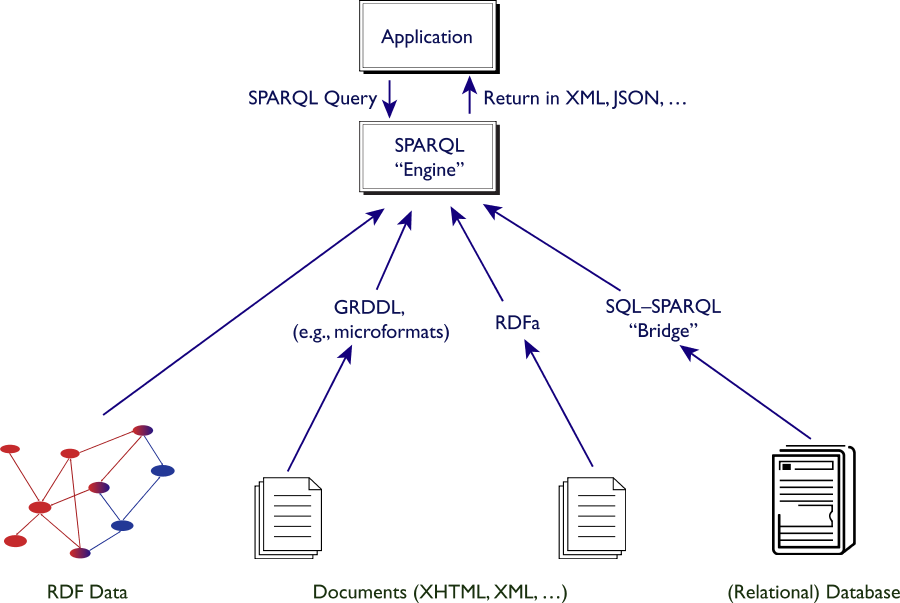 Application
SPARQL Query
Return in XML, JSON, …
SPARQL
“Engine”
GRDDL,
(e.g., microformats)
RDFa
SQL–SPARQL
“Bridge”
RDF Data
Documents (XHTML, XML, …)
(Relational) Database